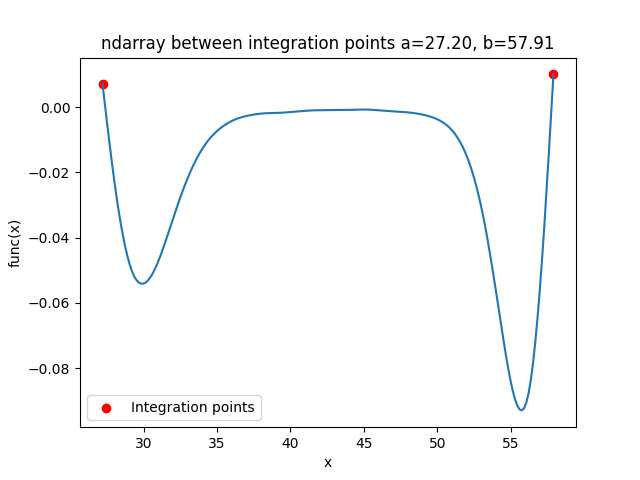 ndarray between integration points a=27.20, b=57.91
0.00
−0.02
−0.04
−0.06
−0.08
func(x)
Integration points
30 35 40 45 50 55
x